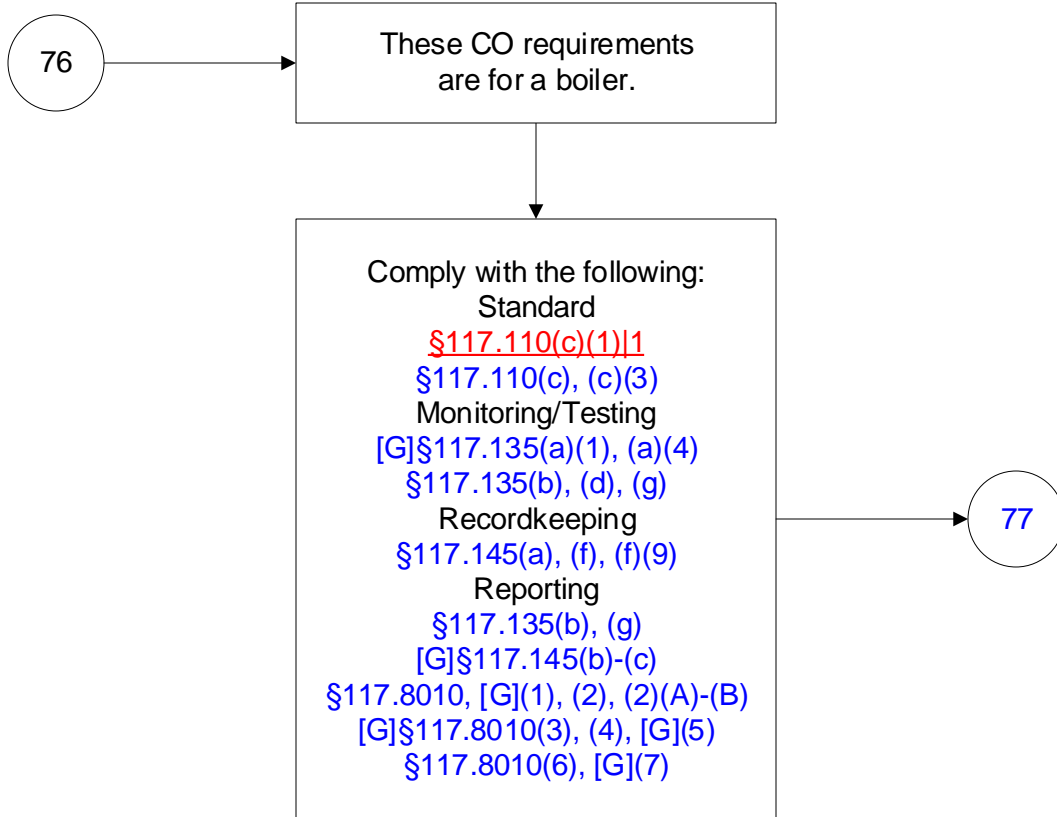 76
These CO requirements
are for a boiler.
Comply with the following:
Standard
§117.110(c)(1)|1
§117.110(c), (c)(3)
Monitoring/Testing
[G]§117.135(a)(1), (a)(4)
§117.135(b), (d), (g)
Recordkeeping
§117.145(a), (f), (f)(9)
Reporting
§117.135(b), (g)
[G]§117.145(b)-(c)
§117.8010, [G](1), (2), (2)(A)-(B)
[G]§117.8010(3), (4), [G](5)
§117.8010(6), [G](7)
77